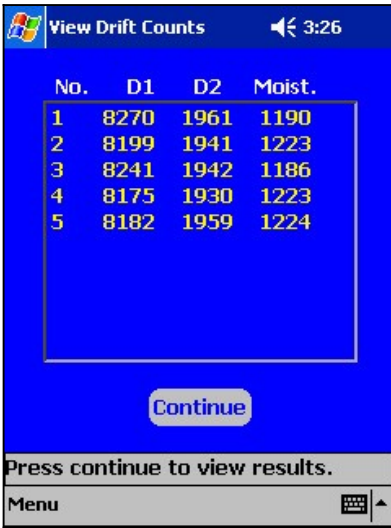 View Drift Counts 3:26
No. D1 D2 Moist.
1 8270 1961 1190
2 8199 1941 1223
3 8241 1942 1186
4 8175 1930 1223
5 8182 1959 1224
Continue
Press continue to view results.
Menu